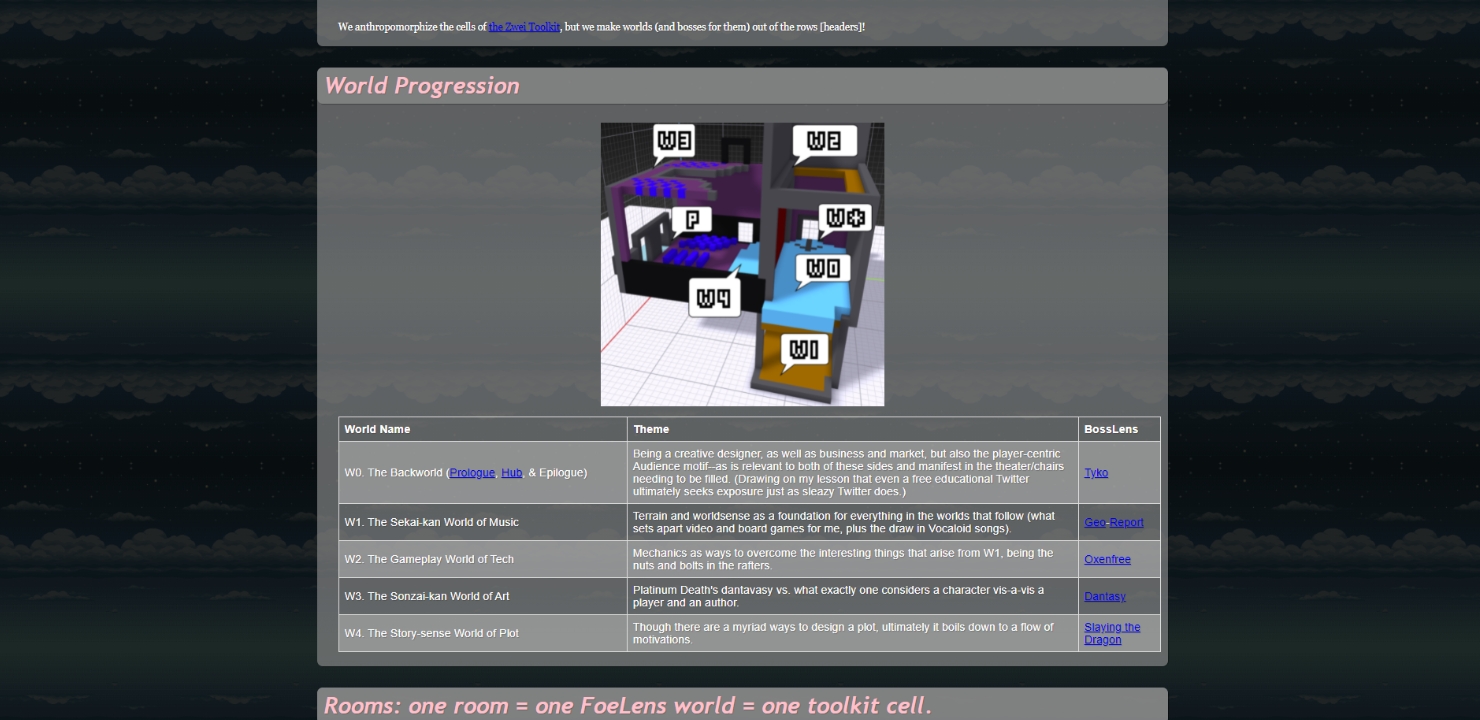 We anthropomorphize the cells of the Zwei Toolkit, but we make worlds (and bosses for them) out of the rows [headers]!
World Progression
W3
W2
P
W0
W4
W1
World Name
Theme
BossLens
W0. The Backworld (Prologue, Hub, & Epilogue)
Being a creative designer, as well as business and market, but also the player-centric
Audience motif--as is relevant to both of these sides and manifest in the theater/chairs
needing to be filled. (Drawing on my lesson that even a free educational Twitter
ultimately seeks exposure just as sleazy Twitter does.)
Tyko
W1. The Sekai-kan World of Music
Terrain and worldsense as a foundation for everything in the worlds that follow (what
sets apart video and board games for me, plus the draw in Vocaloid songs).
Geo-Report
W2. The Gameplay World of Tech
Mechanics as ways to overcome the interesting things that arise from W1, being the
nuts and bolts in the rafters.
Oxenfree
W3. The Sonzai-kan World of Art
Platinum Death's dantavasy vs. what exactly one considers a character vis-a-vis a
player and an author.
Dantasy
W4. The Story-sense World of Plot
Though there are a myriad ways to design a plot, ultimately it boils down to a flow of
motivations.
Slaying the
Dragon
Rooms: one room = one FoeLens world = one toolkit cell.